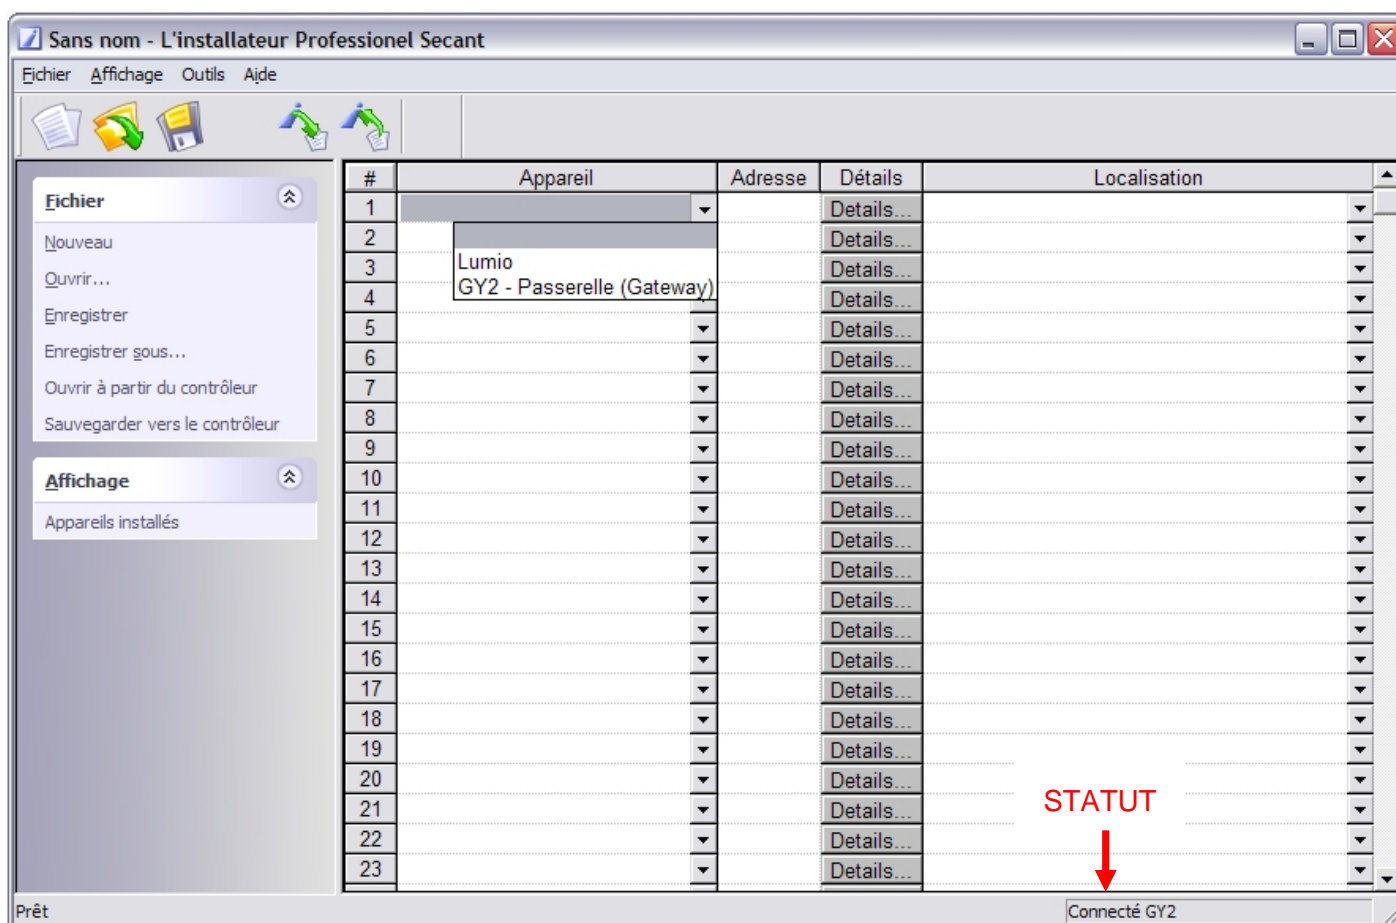 Sans nom - L'installateur Professionel Secant
Fichier Affichage Outils Aide
Fichier
Nouveau
Ouvrir...
Enregistrer
Enregistrer sous...
Ouvrir à partir du contrôleur
Sauvegarder vers le contrôleur
Affichage
Appareils installés
# Appareil Adresse Détails Localisation
1 Details...
2 Details...
Lumio
3 Details...
GY2 - Passerelle (Gateway)
4 Details...
5 Details...
6 Details...
7 Details...
8 Details...
9 Details...
10 Details...
11 Details...
12 Details...
13 Details...
14 Details...
15 Details...
16 Details...
17 Details...
18 Details...
19 Details...
20 Details...
21 Details...
22 Details...
23 Details...
STATUT
Prêt
Connecté GY2